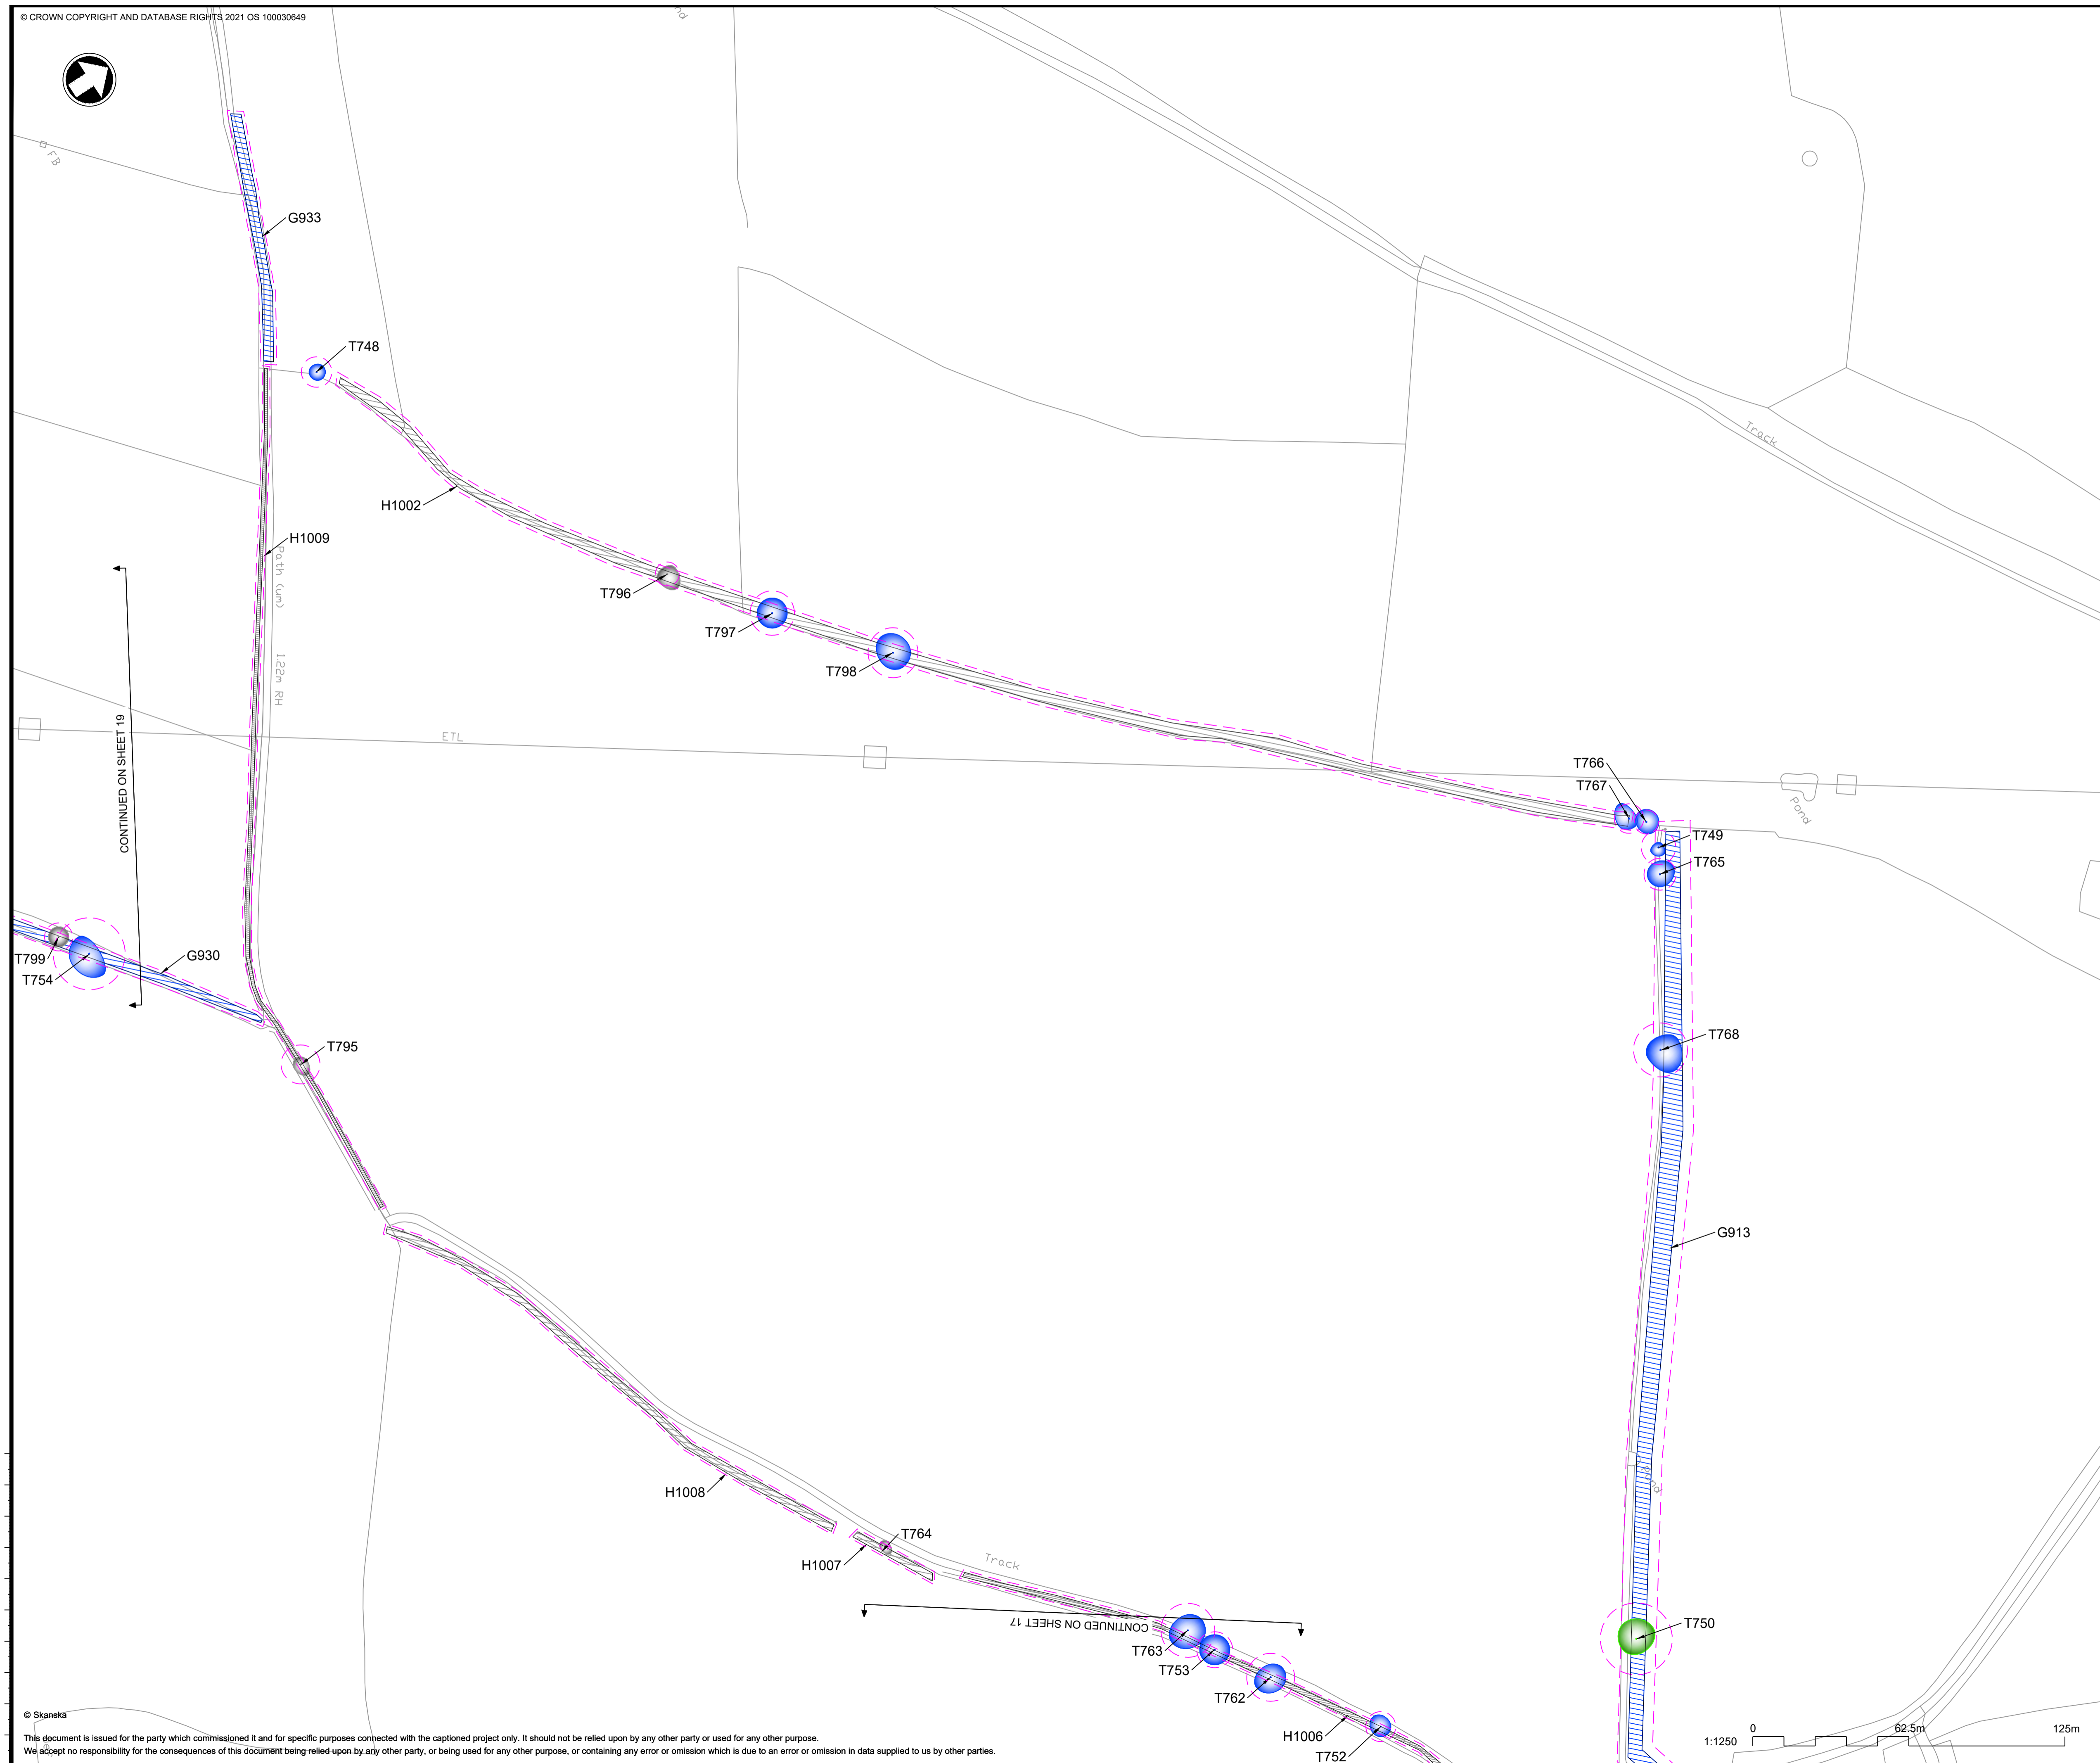 © CROWN COPYRIGHT AND DATABASE RIGHTS 2021 OS 100030649
FB
G933
T748
H1002
H1009
Path (um)
122m RH
T796
T797
T798
Track
CONTINUED ON SHEET 19
ETL
T766
T767
Pond
T749
T765
T799
T754
G930
T795
T768
G913
H1008
T764
H1007
Track
CONTINUED ON SHEET 17
T763
T753
T762
H1006
T752
T750
© Skanska
This document is issued for the party which commissioned it and for specific purposes connected with the captioned project only. It should not be relied upon by any other party or used for any other purpose.
We accept no responsibility for the consequences of this document being relied upon by any other party, or being used for any other purpose, or containing any error or omission which is due to an error or omission in data supplied to us by other parties.
1:1250
0
62.5m
125m